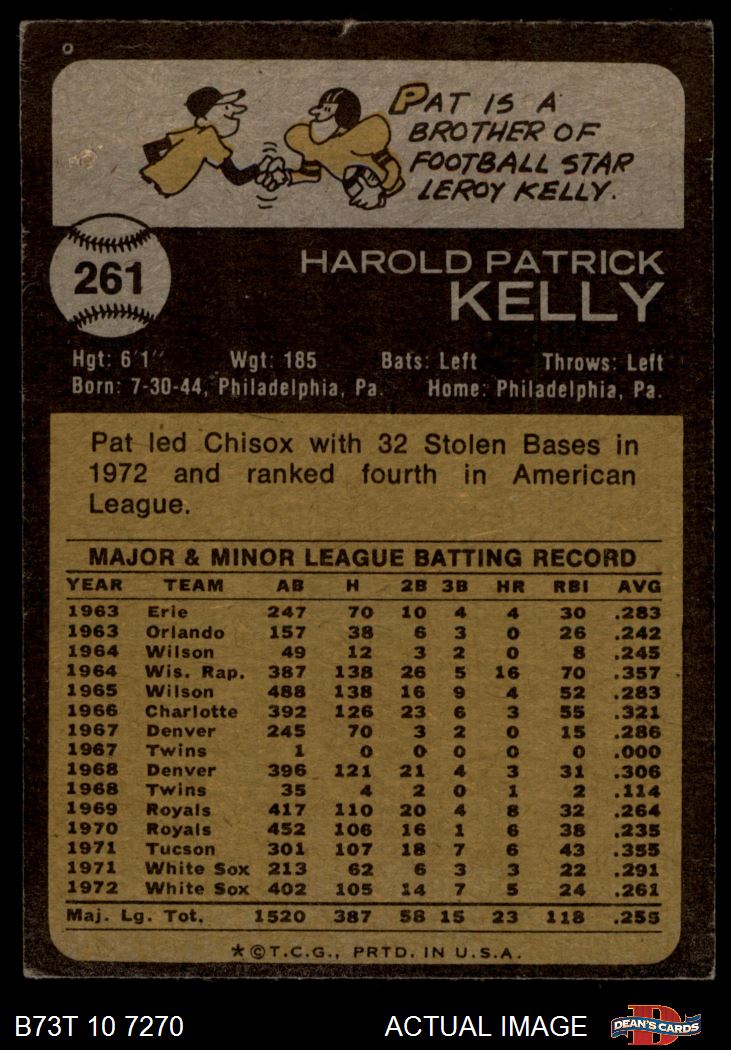 PAT IS A
BROTHER OF
FOOTBALL STAR
LEROY KELLY.
261
HAROLD PATRICK
KELLY
Hgt: 6'1" Wgt: 185 Bats: Left Throws: Left
Born: 7-30-44, Philadelphia, Pa. Home: Philadelphia, Pa.
Pat led Chisox with 32 Stolen Bases in
1972 and ranked fourth in American
League.
MAJOR & MINOR LEAGUE BATTING RECORD
YEAR TEAM AB H 2B 3B HR RBI AVG
1963 Erie 247 70 10 4 4 30 .283
1963 Orlando 157 38 6 3 0 26 .242
1964 Wilson 49 12 3 2 0 8 .245
1964 Wis. Rap. 387 138 26 5 16 70 .357
1965 Wilson 488 138 16 9 4 52 .283
1966 Charlotte 392 126 23 6 3 55 .321
1967 Denver 245 70 3 2 0 15 .286
1967 Twins 1 0 0 0 0 0 .000
1968 Denver 396 121 21 4 3 31 .306
1968 Twins 35 4 2 0 1 2 .114
1969 Royals 417 110 20 4 8 32 .264
1970 Royals 452 106 16 1 6 38 .235
1971 Tucson 301 107 18 7 6 43 .355
1971 White Sox 213 62 6 3 3 22 .291
1972 White Sox 402 105 14 7 5 24 .261
Maj. Lg. Tot. 1520 387 58 15 23 118 .255
*©T.C.G., PRTD. IN U.S.A.
B73T 10 7270 ACTUAL IMAGE D DEAN'S CARDS